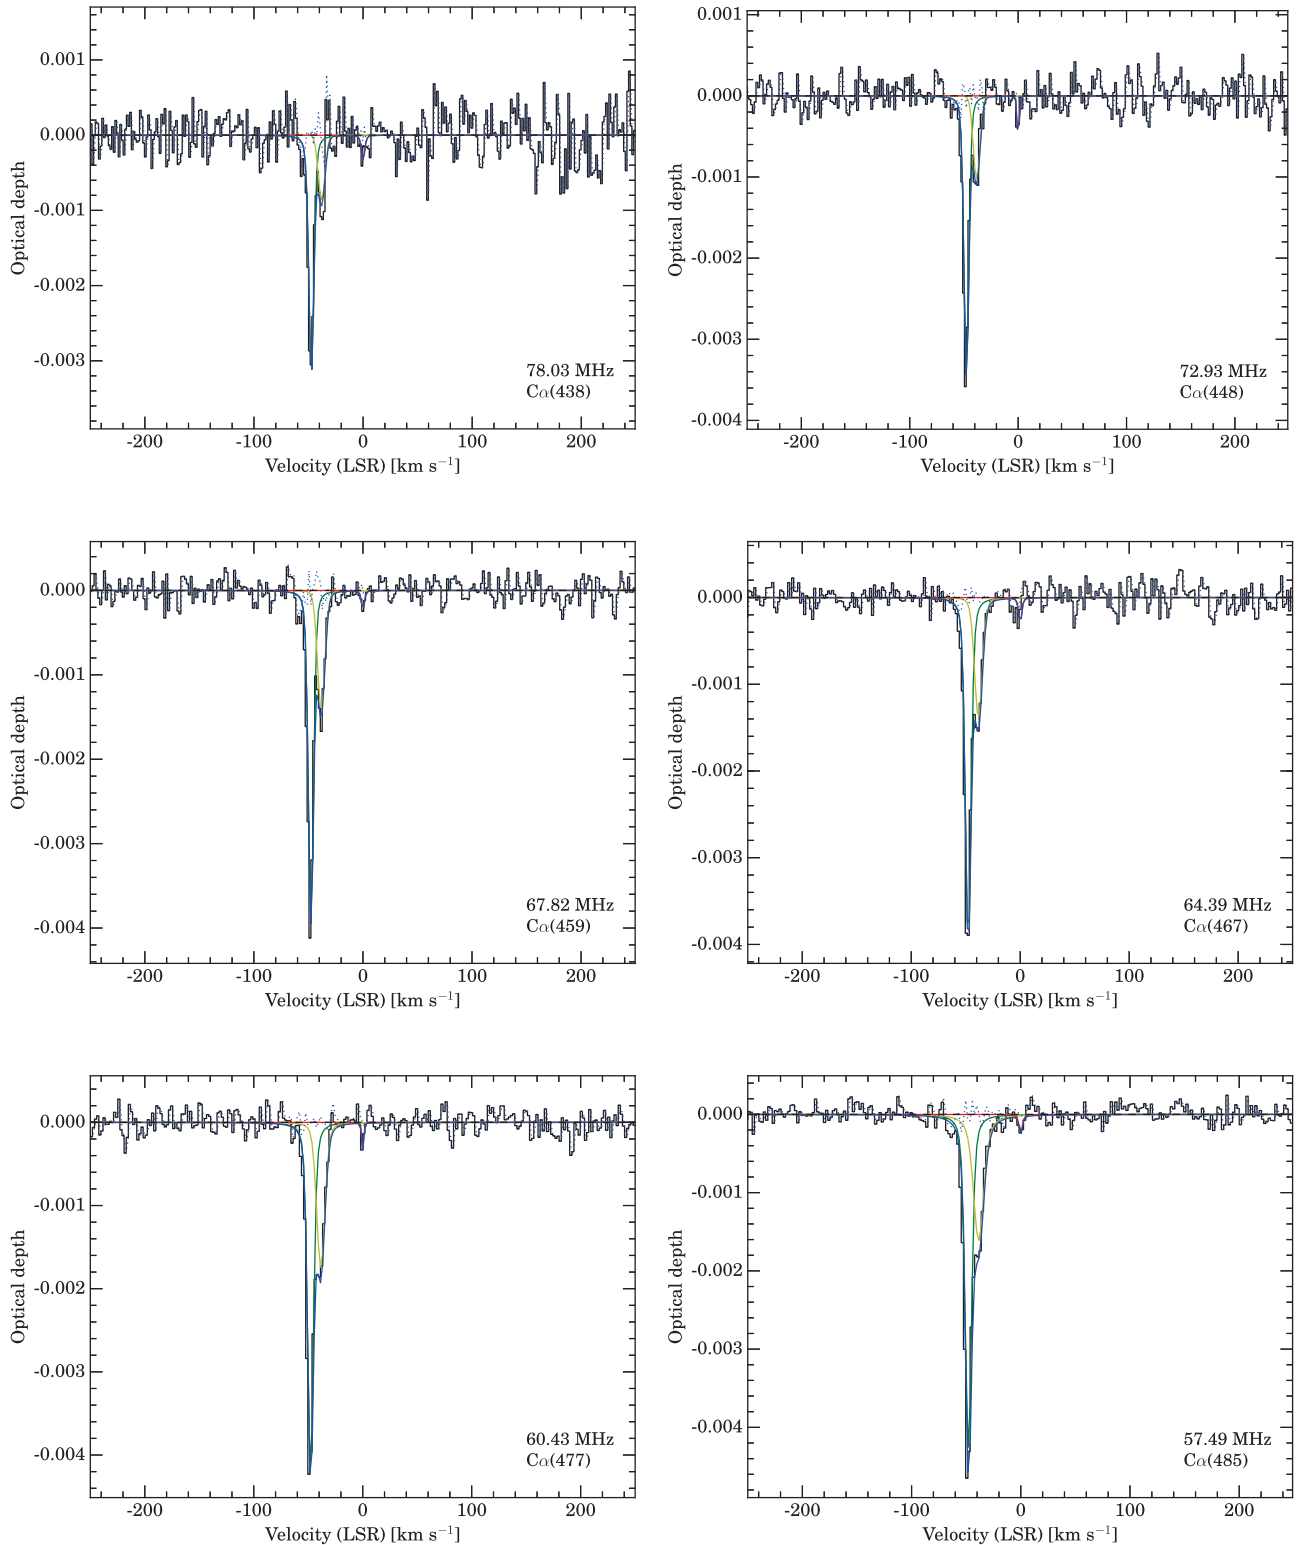 0.001
0.000
-0.001
-0.002
-0.003
Optical depth
78.03 MHz
Cα(438)
-200 -100 0 100 200
Velocity (LSR) [km s⁻¹]
0.001
0.000
-0.001
-0.002
-0.003
-0.004
Optical depth
72.93 MHz
Cα(448)
-200 -100 0 100 200
Velocity (LSR) [km s⁻¹]
0.000
-0.001
-0.002
-0.003
-0.004
Optical depth
67.82 MHz
Cα(459)
-200 -100 0 100 200
Velocity (LSR) [km s⁻¹]
0.000
-0.001
-0.002
-0.003
-0.004
Optical depth
64.39 MHz
Cα(467)
-200 -100 0 100 200
Velocity (LSR) [km s⁻¹]
0.000
-0.001
-0.002
-0.003
-0.004
Optical depth
60.43 MHz
Cα(477)
-200 -100 0 100 200
Velocity (LSR) [km s⁻¹]
0.000
-0.001
-0.002
-0.003
-0.004
Optical depth
57.49 MHz
Cα(485)
-200 -100 0 100 200
Velocity (LSR) [km s⁻¹]